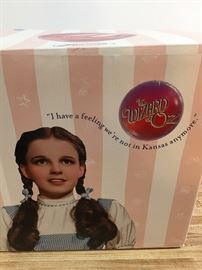 The
WIZARD
of OZ
"I have a feeling we're not in Kansas anymore."